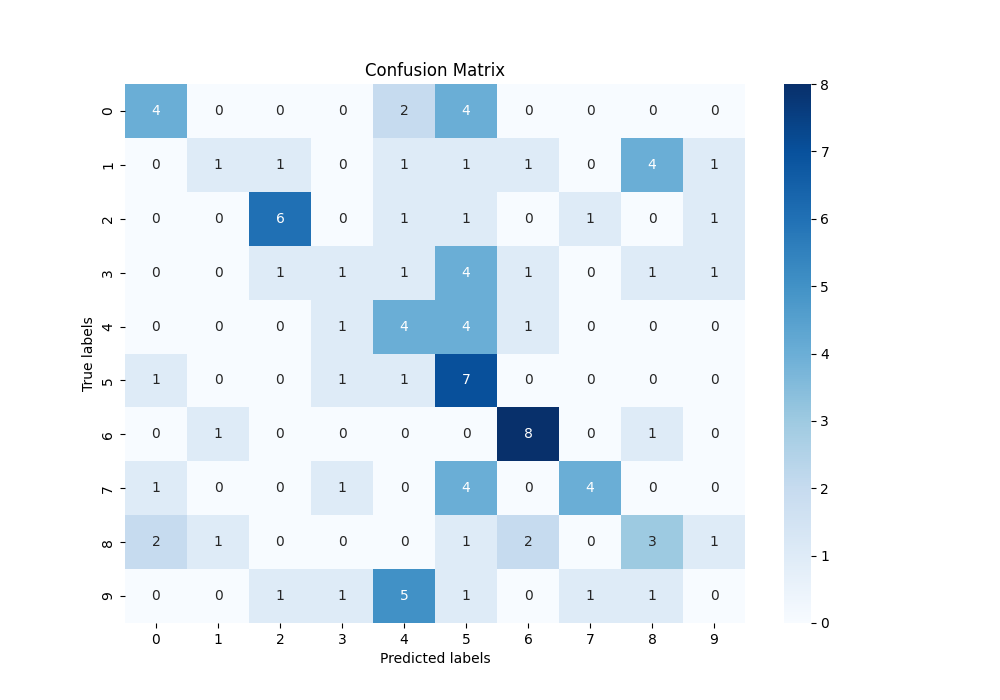 Confusion Matrix
0 4 0 0 0 2 4 0 0 0 0
1 0 1 1 0 1 1 1 0 4 1
2 0 0 6 0 1 1 0 1 0 1
3 0 0 1 1 1 4 1 0 1 1
4 0 0 0 1 4 4 1 0 0 0
5 1 0 0 1 1 7 0 0 0 0
6 0 1 0 0 0 0 8 0 1 0
7 1 0 0 1 0 4 0 4 0 0
8 2 1 0 0 0 1 2 0 3 1
9 0 0 1 1 5 1 0 1 1 0
0 1 2 3 4 5 6 7 8 9
Predicted labels
True labels
8
7
6
5
4
3
2
1
0